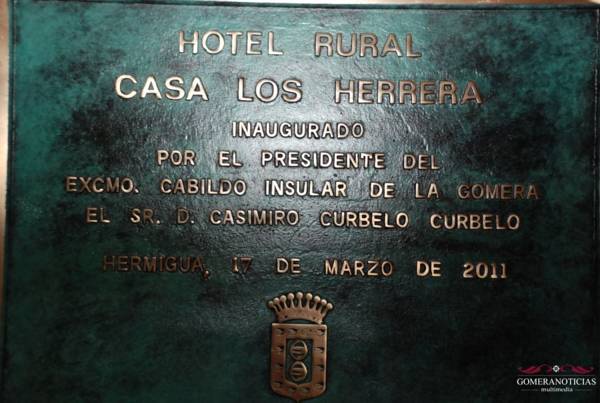 HOTEL RURAL
CASA LOS HERRERA
INAUGURADO
POR EL PRESIDENTE DEL
EXCMO. CABILDO INSULAR DE LA GOMERA
EL SR. D. CASIMIRO CURBELO CURBELO
HERMIGUA, 17 DE MARZO DE 2011
GOMERANOTICIAS
multimedia